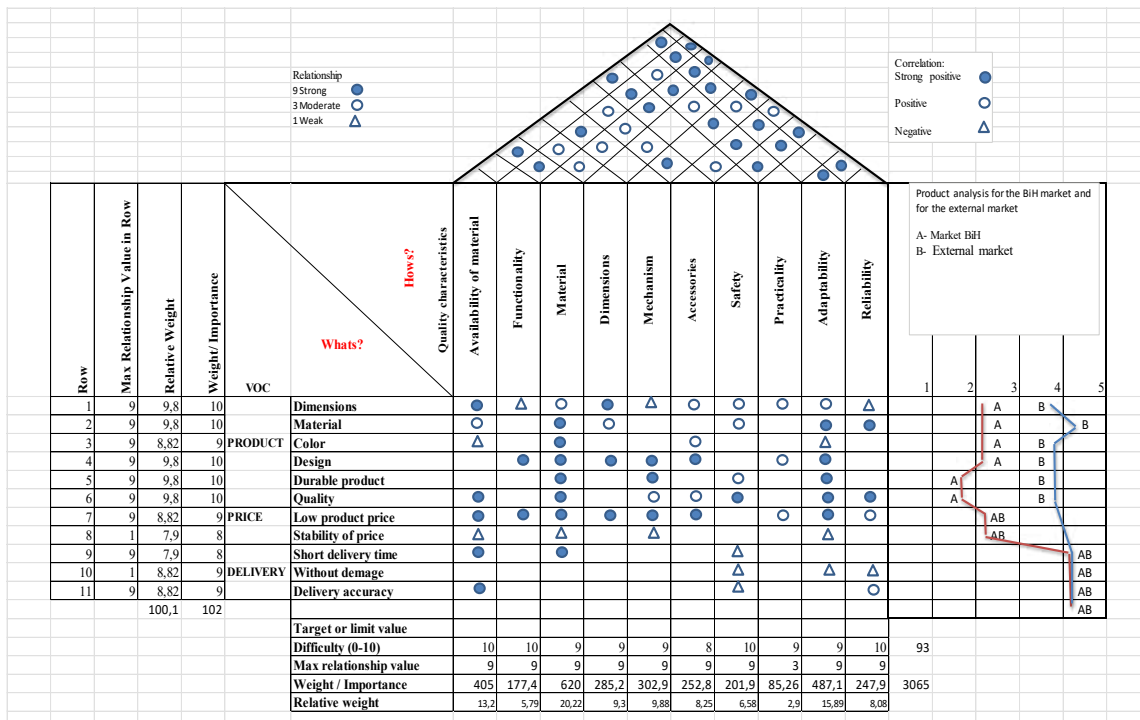 Relationship
9 Strong
3 Moderate
1 Weak
Correlation:
Strong positive
Positive
Negative
Product analysis for the BiH market and
for the external market
A- Market BiH
B- External market
Row
Max Relationship Value in Row
Relative Weight
Weight/ Importance
VOC
Whats?
Hows?
Quality characteristics
Availability of material
Functionality
Material
Dimensions
Mechanism
Accessories
Safety
Practicality
Adaptability
Reliability
1 2 3 4 5
1 9 9,8 10 Dimensions A B
2 9 9,8 10 Material A B
3 9 8,82 9 PRODUCT Color A B
4 9 9,8 10 Design A B
5 9 9,8 10 Durable product A B
6 9 9,8 10 Quality A B
7 9 8,82 9 PRICE Low product price AB
8 1 7,9 8 Stability of price AB
9 9 7,9 8 Short delivery time AB
10 1 8,82 9 DELIVERY Without demage AB
11 9 8,82 9 Delivery accuracy AB
100,1 102 AB
Target or limit value
Difficulty (0-10) 10 10 9 9 9 8 10 9 9 10 93
Max relationship value 9 9 9 9 9 9 9 3 9 9
Weight / Importance 405 177,4 620 285,2 302,9 252,8 201,9 85,26 487,1 247,9 3065
Relative weight 13,2 5,79 20,22 9,3 9,88 8,25 6,58 2,9 15,89 8,08